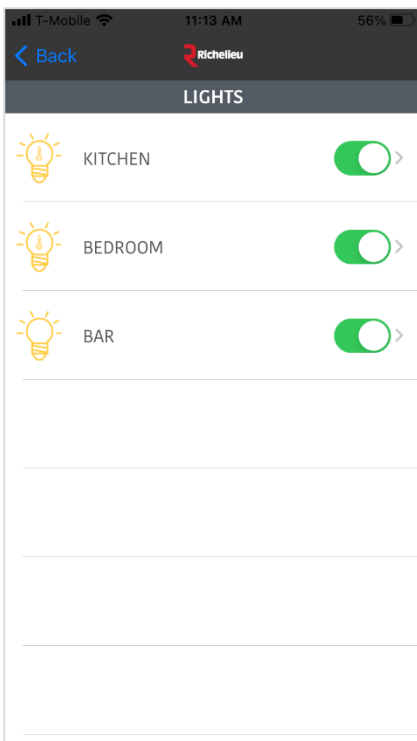 T-Mobile 11:13 AM 56%
Back Richelieu
LIGHTS
KITCHEN
BEDROOM
BAR